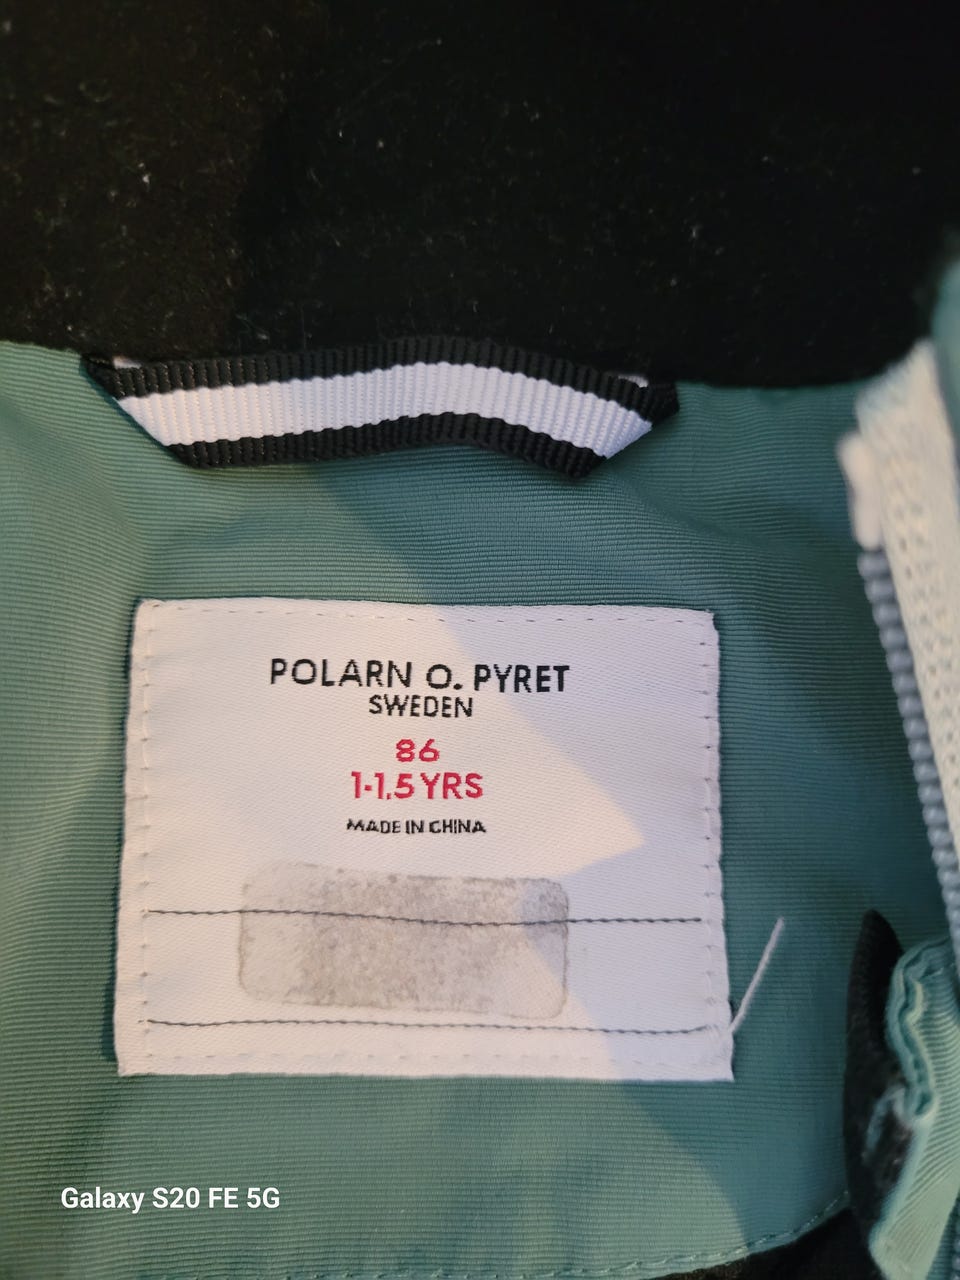 POLARN O. PYRET
SWEDEN
86
1-1,5 YRS
MADE IN CHINA
Galaxy S20 FE 5G